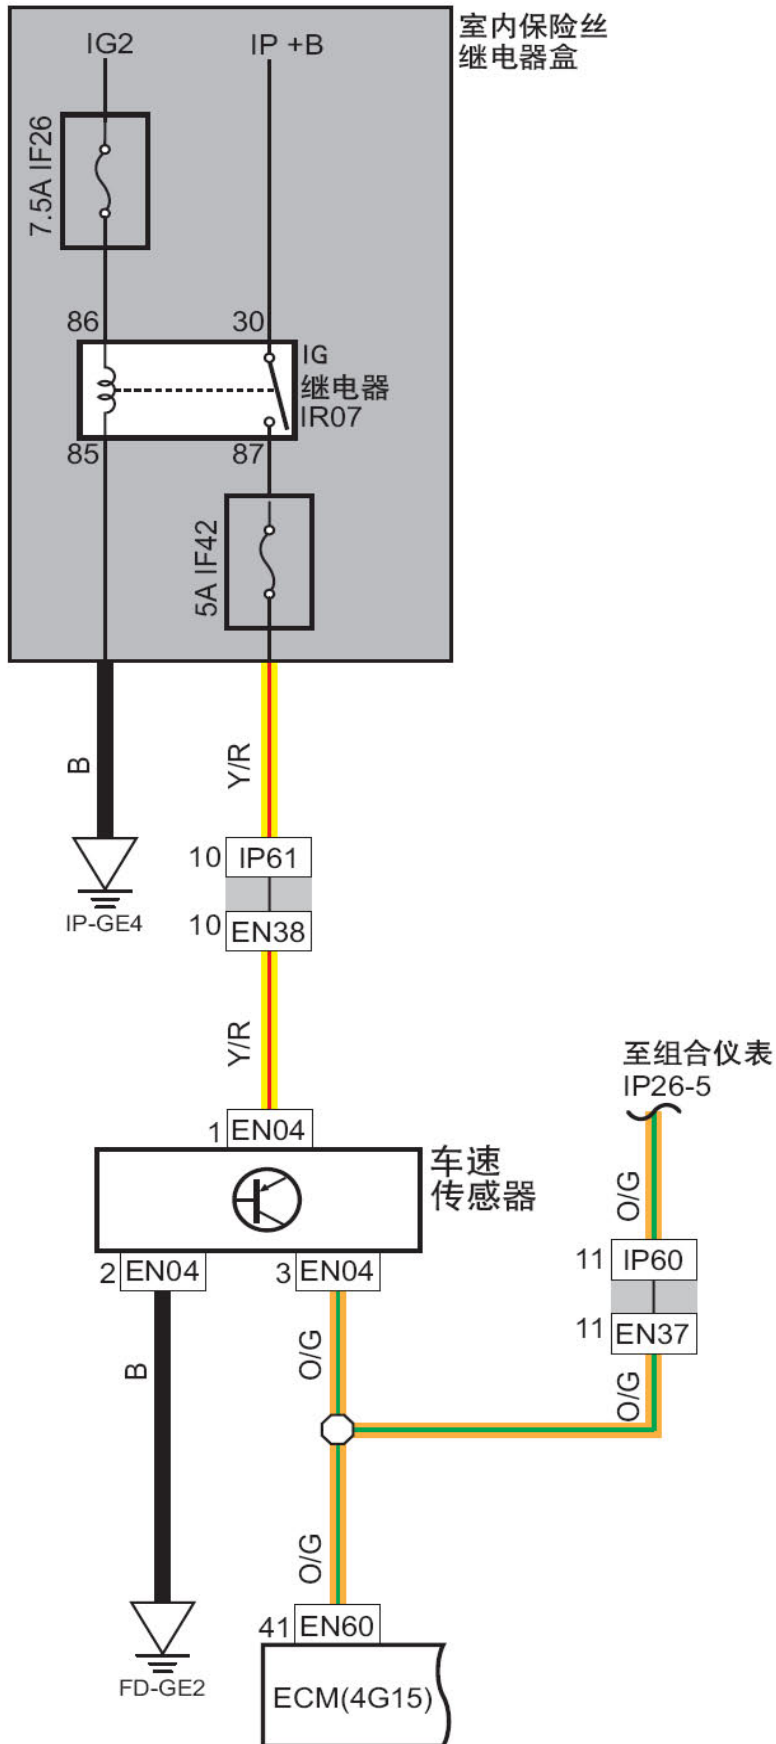 室内保险丝
继电器盒
IG2
IP +B
7.5A IF26
86
30
IG
继电器
IR07
85
87
5A IF42
B
Y/R
10
IP61
IP-GE4
10
EN38
Y/R
至组合仪表
IP26-5
1
EN04
车速
传感器
O/G
2
EN04
3
EN04
11
IP60
11
EN37
B
O/G
O/G
O/G
41
EN60
FD-GE2
ECM(4G15)